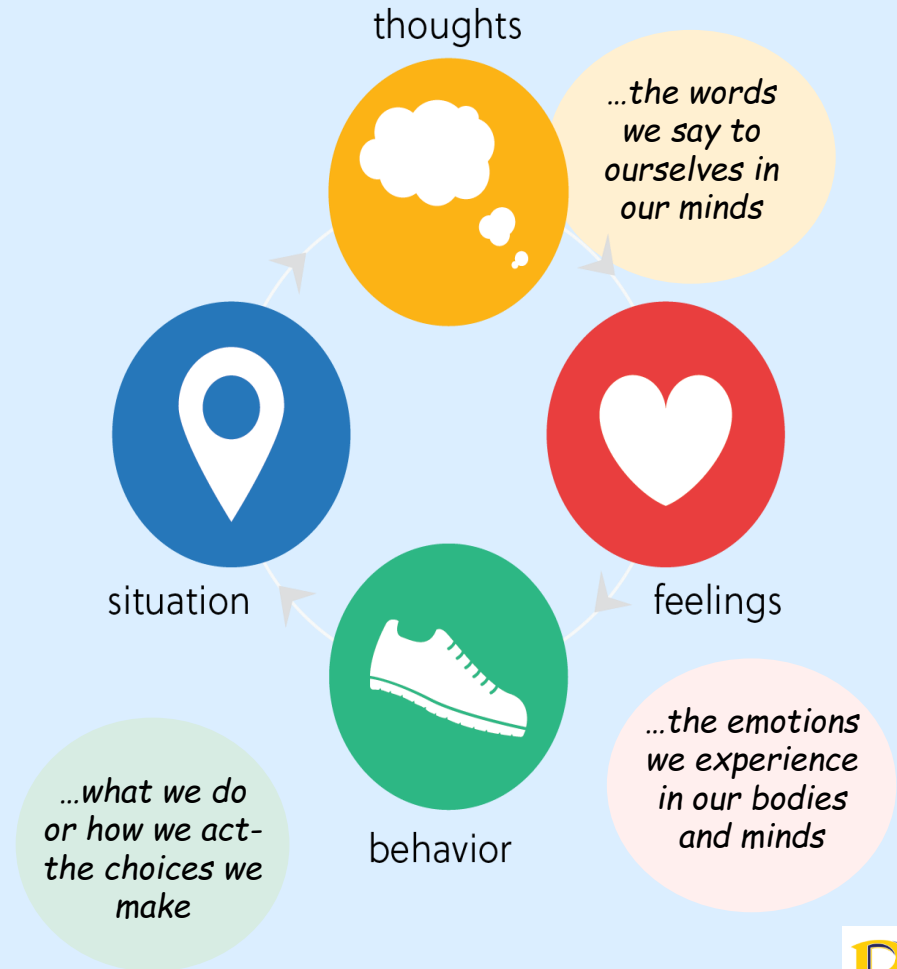 thoughts
…the words
we say to
ourselves in
our minds
situation
feelings
…the emotions
we experience
in our bodies
and minds
…what we do
or how we act-
the choices we
make
behavior